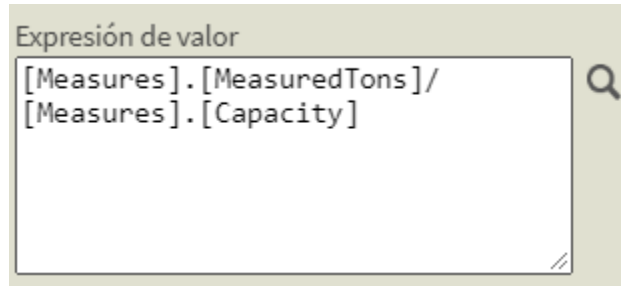 Expresión de valor
[Measures].[MeasuredTons]/
[Measures].[Capacity]